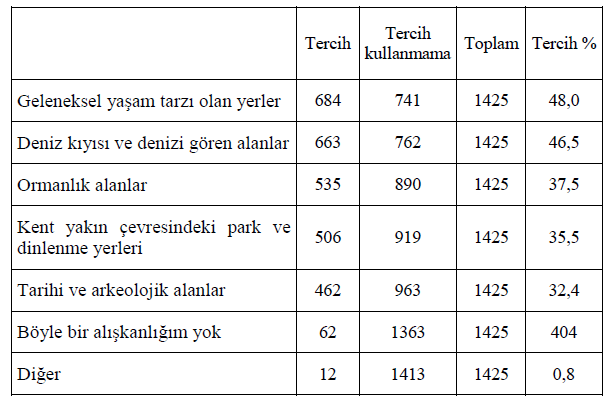 Tercih Tercih kullanmama Toplam Tercih %
Geleneksel yaşam tarzı olan yerler 684 741 1425 48,0
Deniz kıyısı ve denizi gören alanlar 663 762 1425 46,5
Ormanlık alanlar 535 890 1425 37,5
Kent yakın çevresindeki park ve
dinlenme yerleri 506 919 1425 35,5
Tarihi ve arkeolojik alanlar 462 963 1425 32,4
Böyle bir alışkanlığım yok 62 1363 1425 404
Diğer 12 1413 1425 0,8